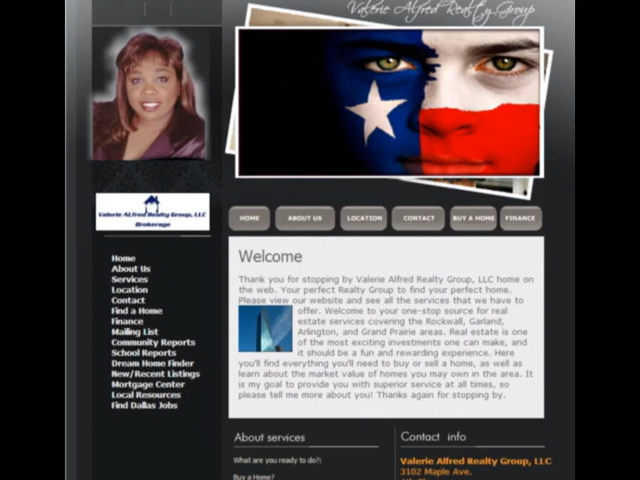 Valerie Alfred Realty Group
Valerie ALfred Realty Group, LLC
Brokerage
HOME
ABOUT US
LOCATION
CONTACT
BUY A HOME
FINANCE
Home
About Us
Services
Location
Contact
Find a Home
Finance
Mailing List
Community Reports
School Reports
Dream Home Finder
New/Recent Listings
Mortgage Center
Local Resources
Find Dallas Jobs
Welcome
Thank you for stopping by Valerie Alfred Realty Group, LLC home on
the web. Your perfect Realty Group to find your perfect home.
Please view our website and see all the services that we have to
offer. Welcome to your one-stop source for real
estate services covering the Rockwall, Garland,
Arlington, and Grand Prairie areas. Real estate is one
of the most exciting investments one can make, and
it should be a fun and rewarding experience. Here
you'll find everything you'll need to buy or sell a home, as well as
learn about the market value of homes you may own in the area. It
is my goal to provide you with superior service at all times, so
please tell me more about you! Thanks again for stopping by.
About services
What are you ready to do?:
Buy a Home?
Contact info
Valerie Alfred Realty Group, LLC
3102 Maple Ave.